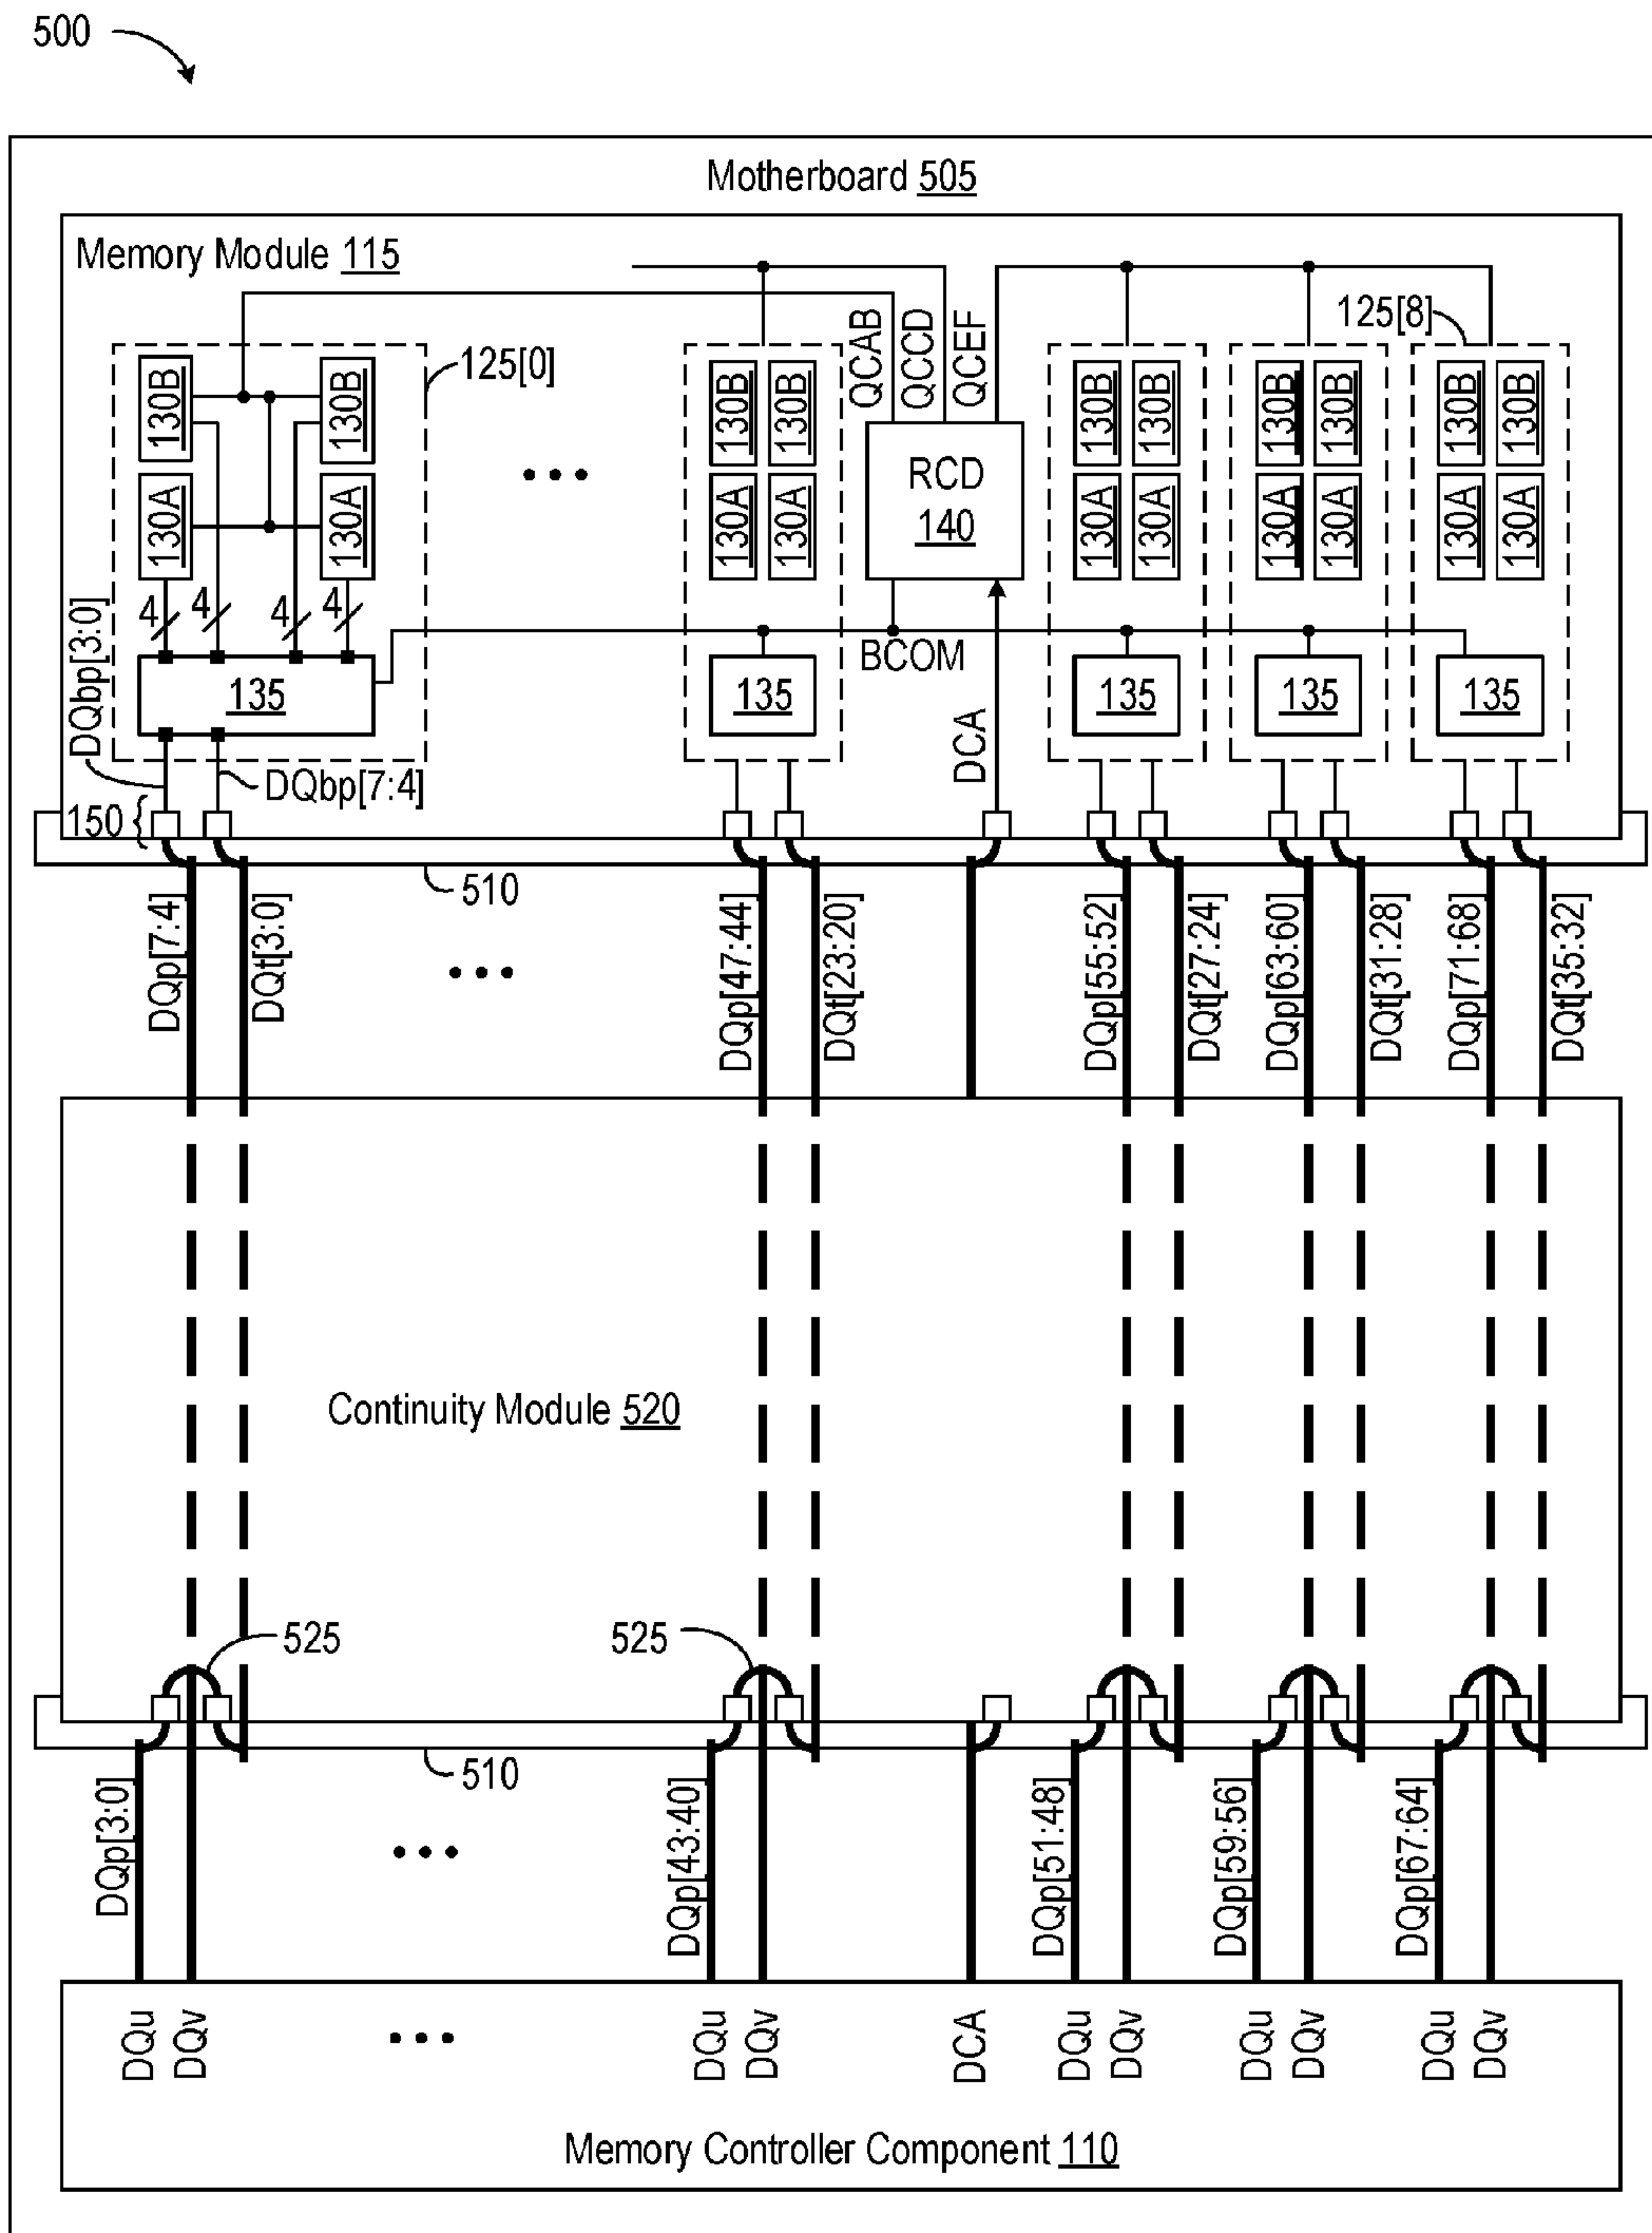 500
Motherboard 505
Memory Module 115
QCAB
QCCD
QCEF
125[8]
125[0]
130B
130B
130B
130B
130B
130B
130B
130B
130B
130B
...
RCD
140
130A
130A
130A
130A
130A
130A
130A
130A
130A
130A
4
4
4
4
DQbp[3:0]
BCOM
135
135
135
135
135
DCA
DQbp[7:4]
150
510
DQp[7:4]
DQt[3:0]
...
DQp[47:44]
DQt[23:20]
DQp[55:52]
DQt[27:24]
DQp[63:60]
DQt[31:28]
DQp[71:68]
DQt[35:32]
Continuity Module 520
525
525
510
DQp[3:0]
...
DQp[43:40]
DQp[51:48]
DQp[59:56]
DQp[67:64]
DQu
DQv
...
DQu
DQv
DCA
DQu
DQv
DQu
DQv
DQu
DQv
Memory Controller Component 110